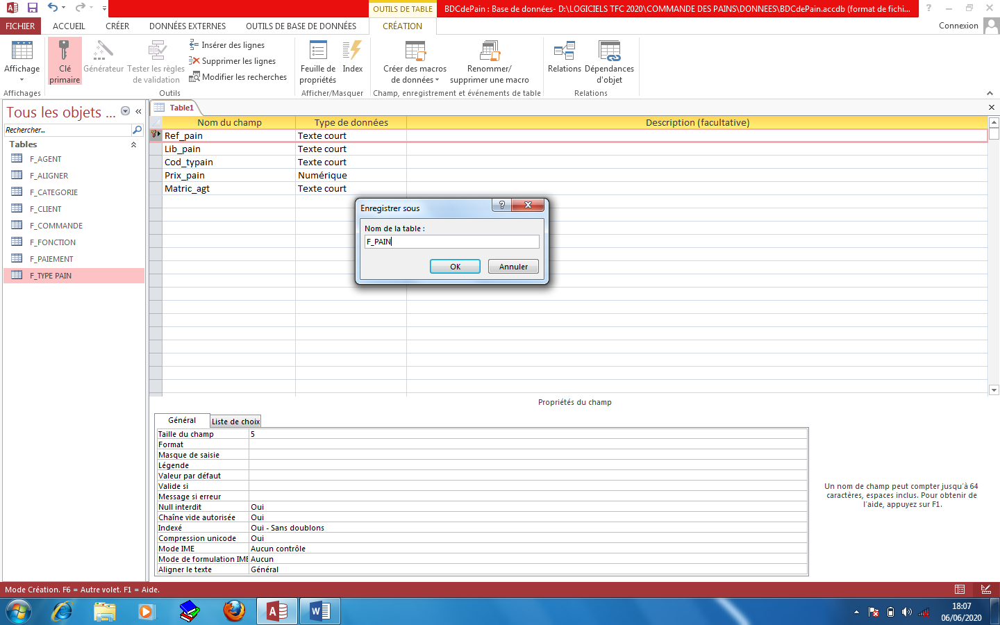 OUTILS DE TABLE
BDCdePain : Base de données- D:\LOGICIELS TFC 2020\COMMANDE DES PAINS\DONNEES\BDCdePain.accdb (format de fichi...
FICHIER
ACCUEIL
CRÉER
DONNÉES EXTERNES
OUTILS DE BASE DE DONNÉES
CRÉATION
Connexion
Affichage
Clé primaire
Générateur
Tester les règles de validation
Insérer des lignes
Supprimer les lignes
Modifier les recherches
Feuille de propriétés
Index
Créer des macros de données
Renommer/ supprimer une macro
Relations
Dépendances d'objet
Affichages
Outils
Afficher/Masquer
Champ, enregistrement et événements de table
Relations
Tous les objets ...
Rechercher...
Tables
F_AGENT
F_ALIGNER
F_CATEGORIE
F_CLIENT
F_COMMANDE
F_FONCTION
F_PAIEMENT
F_TYPE PAIN
Table1
Nom du champ Type de données Description (facultative)
Ref_pain Texte court
Lib_pain Texte court
Cod_typain Texte court
Prix_pain Numérique
Matric_agt Texte court
Enregistrer sous
Nom de la table :
F_PAIN
OK Annuler
Propriétés du champ
Général Liste de choix
Taille du champ 5
Format
Masque de saisie
Légende
Valeur par défaut
Valide si
Message si erreur
Null interdit Oui
Chaîne vide autorisée Oui
Indexé Oui - Sans doublons
Compression unicode Oui
Mode IME Aucun contrôle
Mode de formulation IME Aucun
Aligner le texte Général
Un nom de champ peut compter jusqu'à 64
caractères, espaces inclus. Pour obtenir de
l'aide, appuyez sur F1.
Mode Création. F6 = Autre volet. F1 = Aide.
18:07
06/06/2020